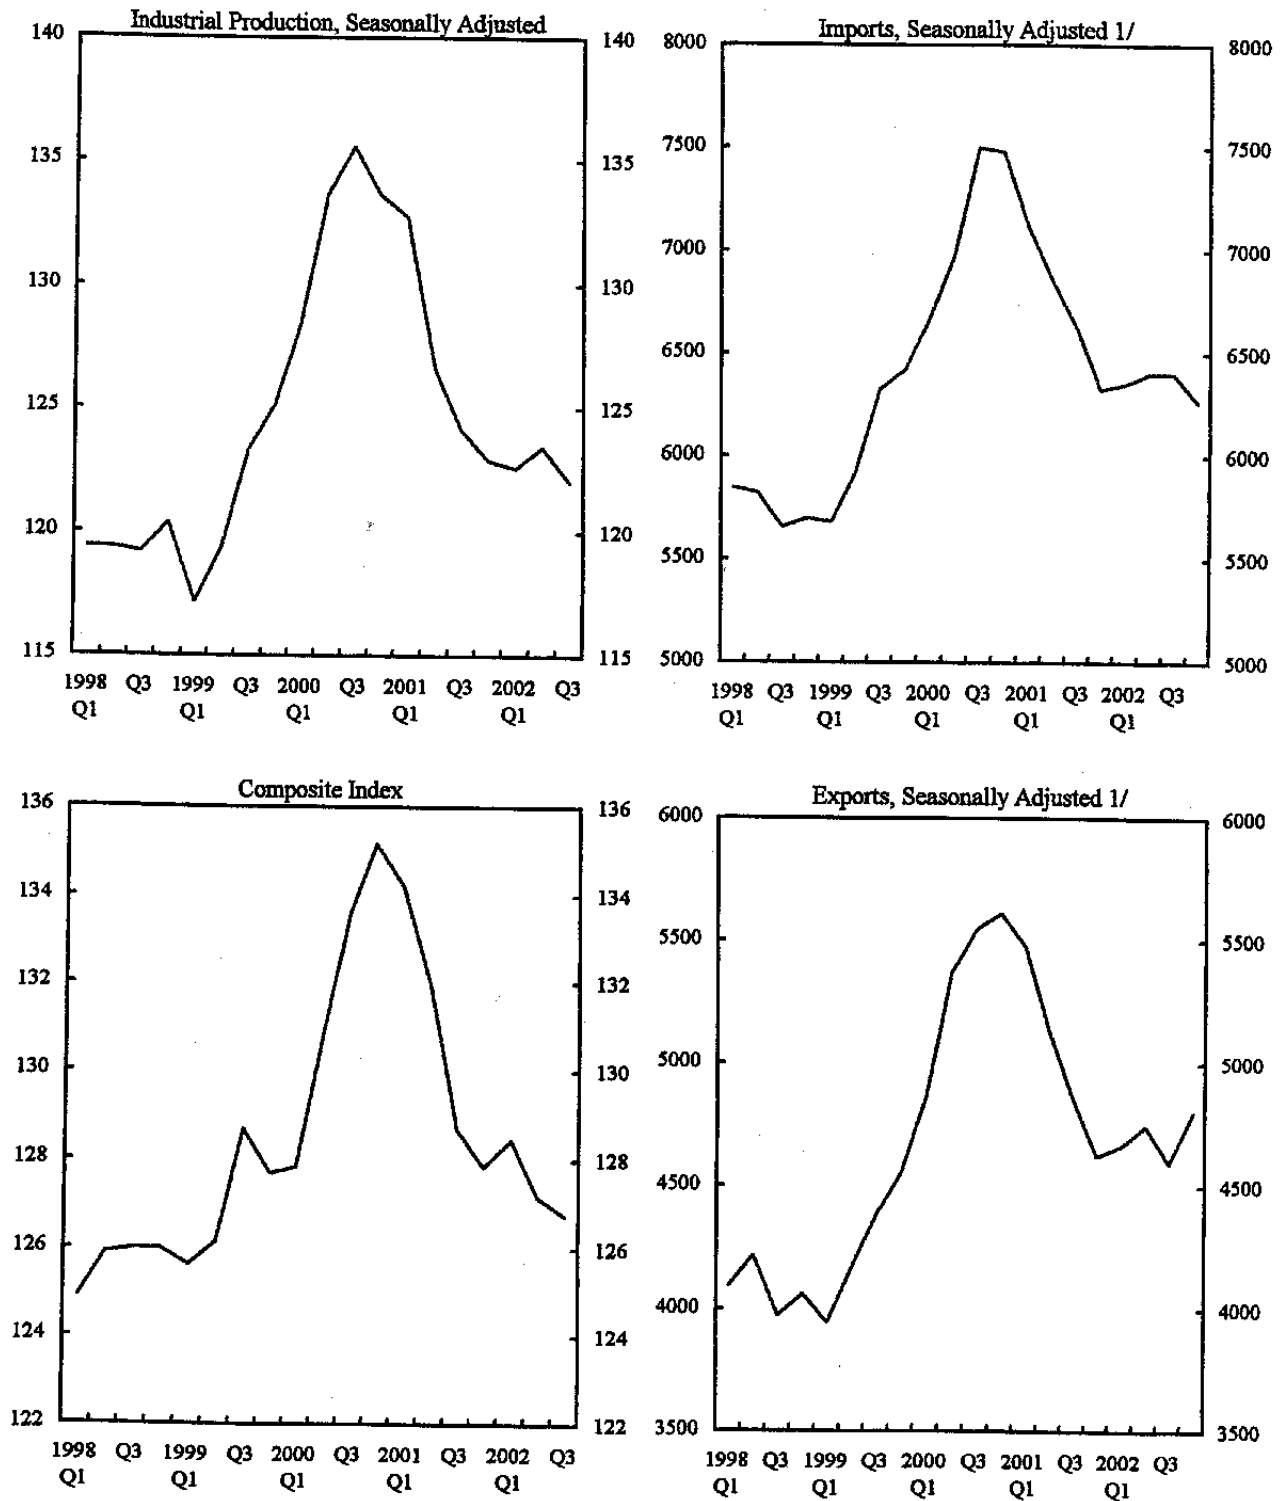 Industrial Production, Seasonally Adjusted
140 140
135 135
130 130
125 125
120 120
115 115
1998 Q3 1999 Q3 2000 Q3 2001 Q3 2002 Q3
Q1 Q1 Q1 Q1 Q1
Imports, Seasonally Adjusted 1/
8000 8000
7500 7500
7000 7000
6500 6500
6000 6000
5500 5500
5000 5000
1998 Q3 1999 Q3 2000 Q3 2001 Q3 2002 Q3
Q1 Q1 Q1 Q1 Q1
Composite Index
136 136
134 134
132 132
130 130
128 128
126 126
124 124
122 122
1998 Q3 1999 Q3 2000 Q3 2001 Q3 2002 Q3
Q1 Q1 Q1 Q1 Q1
Exports, Seasonally Adjusted 1/
6000 6000
5500 5500
5000 5000
4500 4500
4000 4000
3500 3500
1998 Q3 1999 Q3 2000 Q3 2001 Q3 2002 Q3
Q1 Q1 Q1 Q1 Q1